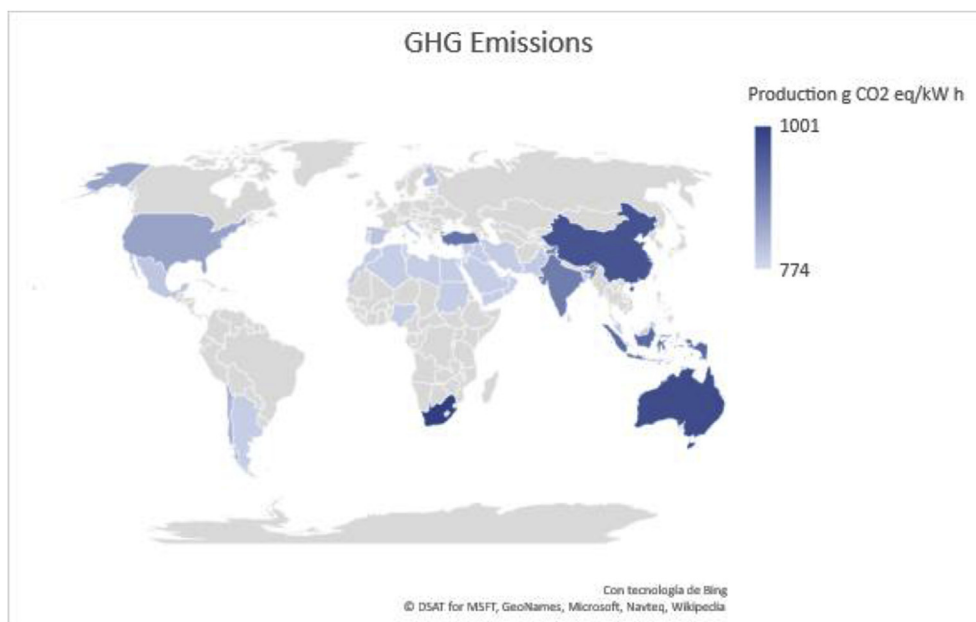 GHG Emissions
Production g CO2 eq/kW h
1001
774
Con tecnología de Bing
© DSAT for MSFT, GeoNames, Microsoft, Navteq, Wikipedia